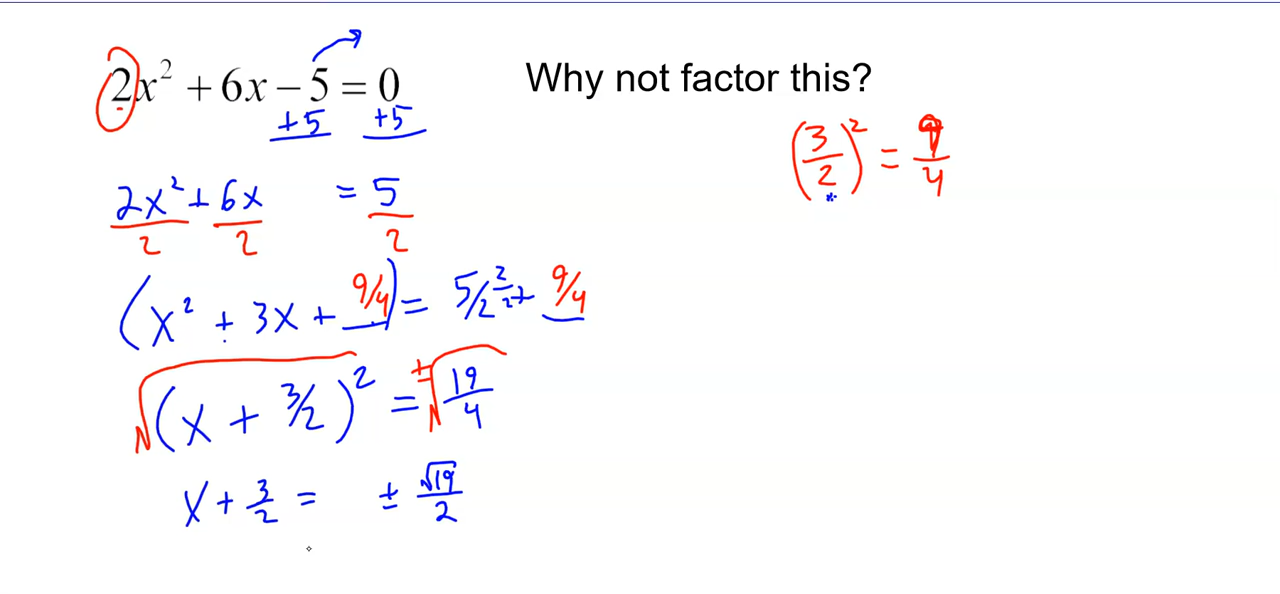 2x² + 6x − 5 = 0
Why not factor this?
+5 +5
(3/2)² = 9/4
2x²/2 + 6x/2 = 5/2
(x² + 3x + 9/4) = 5/2 2/2 + 9/4
√(x + 3/2)² = ±√19/4
x + 3/2 = ± √19/2